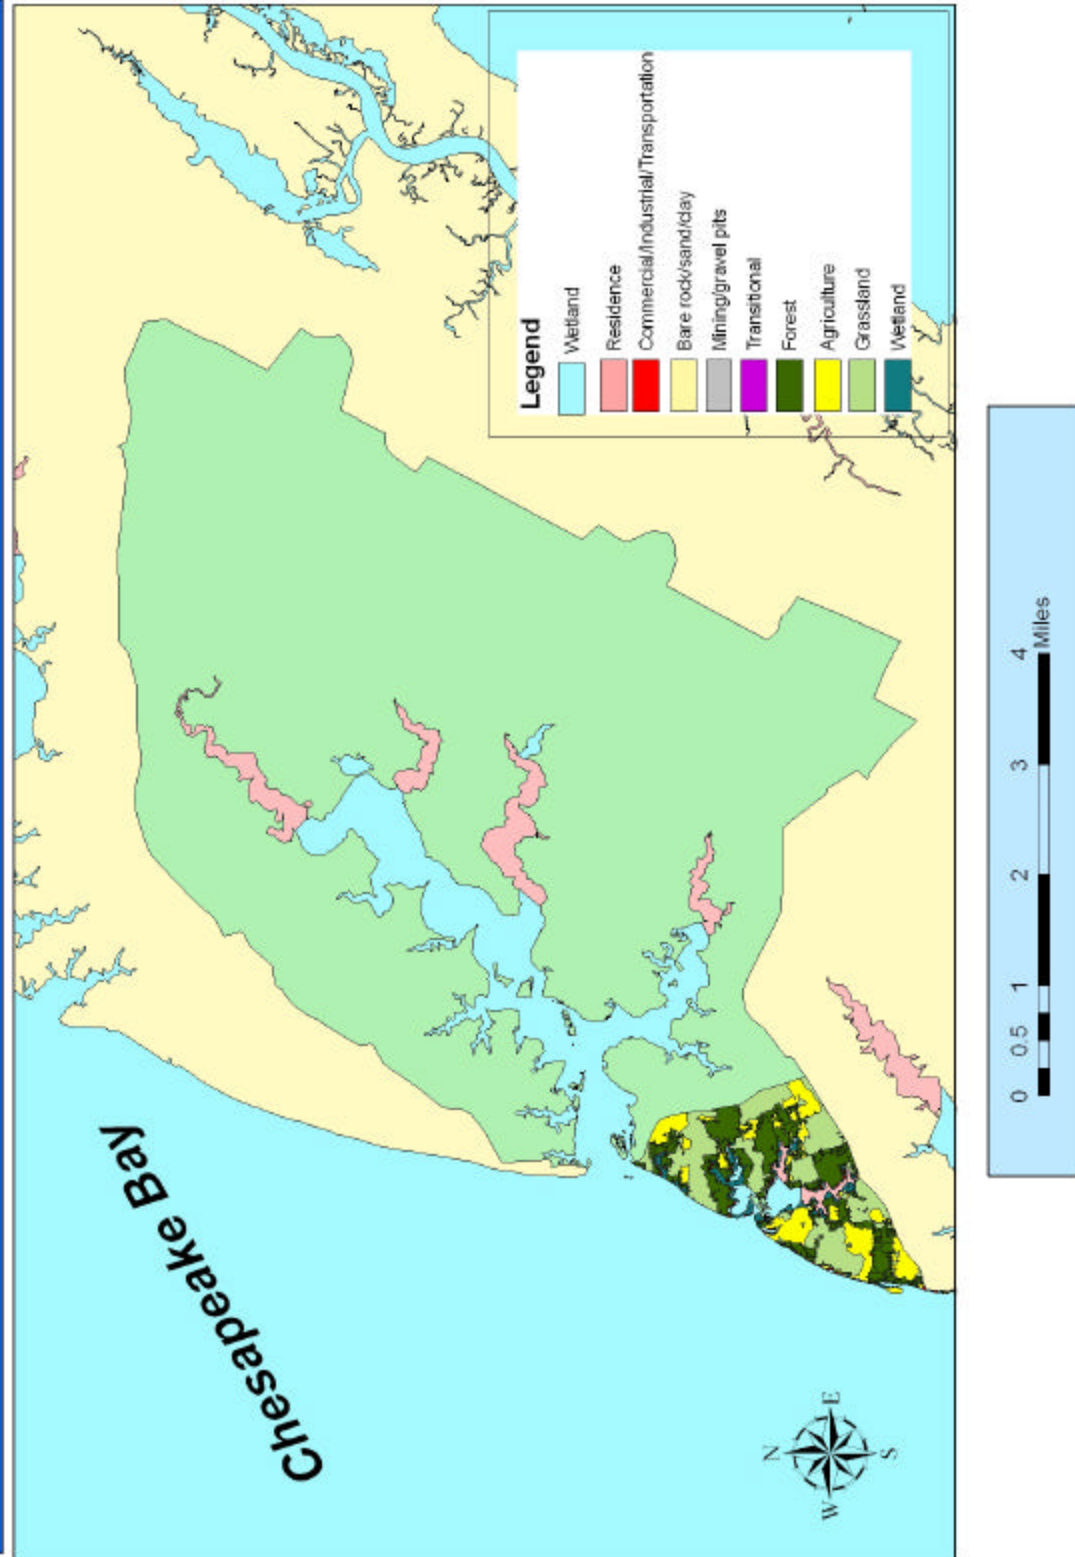 Chesapeake Bay
Legend
Wetland
Residence
Commercial/Industrial/Transportation
Bare rock/sand/clay
Mining/gravel pits
Transitional
Forest
Agriculture
Grassland
Wetland
N
W E
S
0 0.5 1 2 3 4
Miles